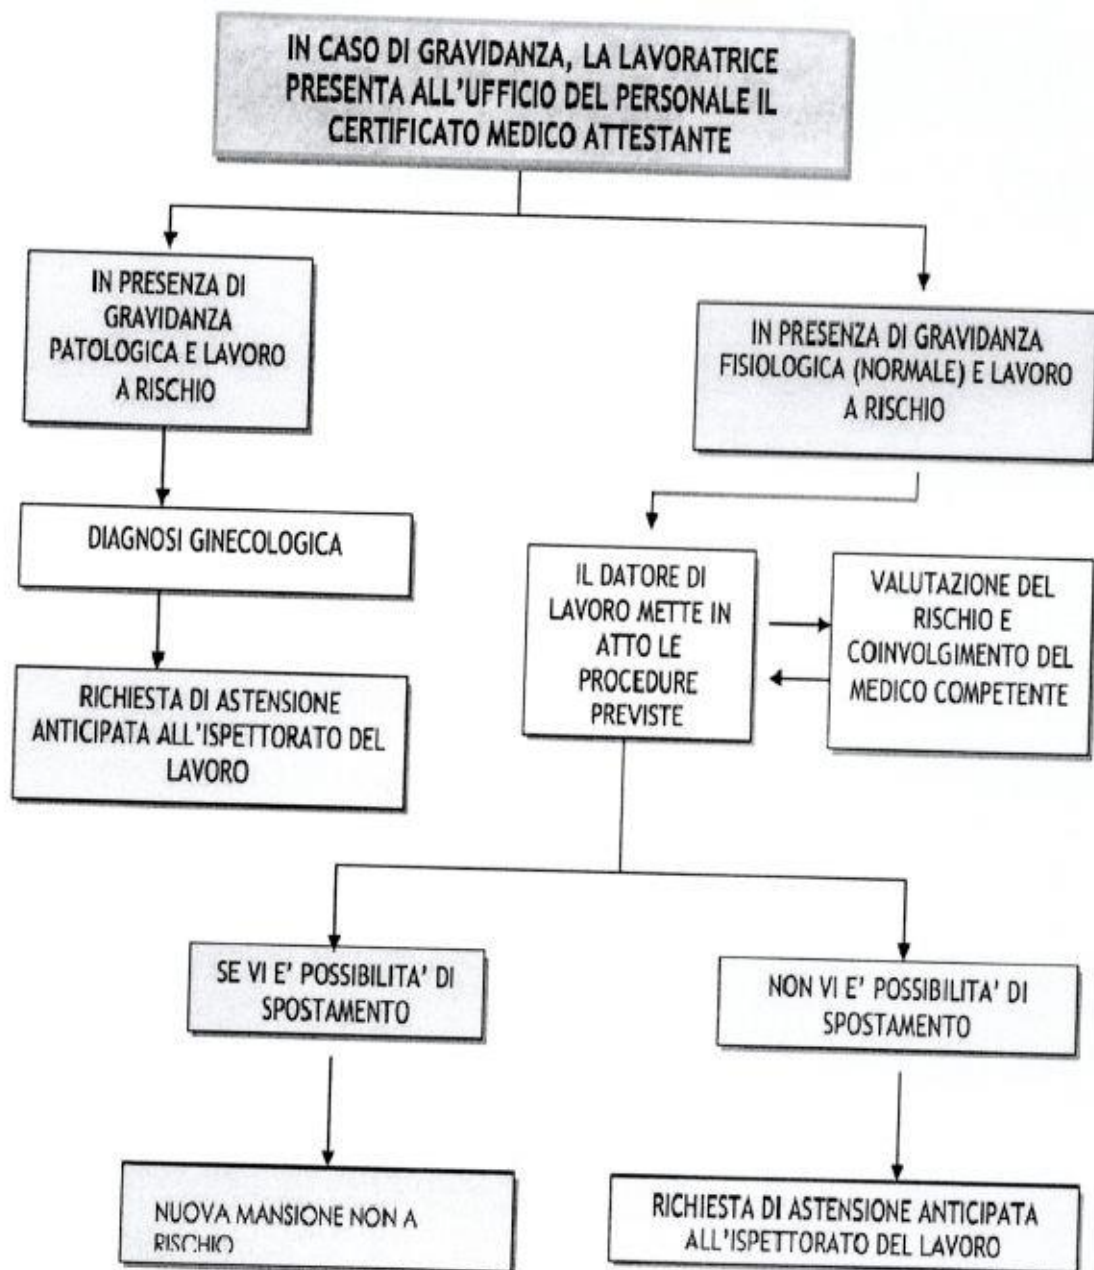 IN CASO DI GRAVIDANZA, LA LAVORATRICE
PRESENTA ALL'UFFICIO DEL PERSONALE IL
CERTIFICATO MEDICO ATTESTANTE
IN PRESENZA DI
GRAVIDANZA
PATOLOGICA E LAVORO
A RISCHIO
IN PRESENZA DI GRAVIDANZA
FISIOLOGICA (NORMALE) E LAVORO
A RISCHIO
DIAGNOSI GINECOLOGICA
IL DATORE DI
LAVORO METTE IN
ATTO LE
PROCEDURE
PREVISTE
VALUTAZIONE DEL
RISCHIO E
COINVOLGIMENTO DEL
MEDICO COMPETENTE
RICHIESTA DI ASTENSIONE
ANTICIPATA ALL'ISPETTORATO DEL
LAVORO
SE VI E' POSSIBILITA' DI
SPOSTAMENTO
NON VI E' POSSIBILITA' DI
SPOSTAMENTO
NUOVA MANSIONE NON A
RISCHIO
RICHIESTA DI ASTENSIONE ANTICIPATA
ALL'ISPETTORATO DEL LAVORO